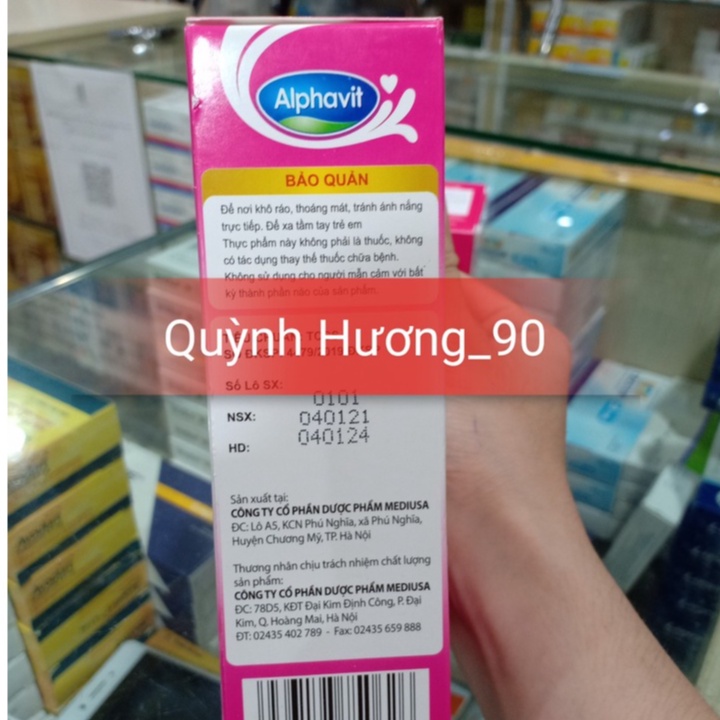 Alphavit
BẢO QUẢN
Để nơi khô ráo, thoáng mát, tránh ánh nắng
trực tiếp. Để xa tầm tay trẻ em
Thực phẩm này không phải là thuốc, không
có tác dụng thay thế thuốc chữa bệnh.
Không sử dụng cho người mẫn cảm với bất
kỳ thành phần nào của sản phẩm.
Quỳnh Hương_90
Số Lô SX: 0101
NSX: 040121
HD: 040124
Sản xuất tại:
CÔNG TY CỔ PHẦN DƯỢC PHẨM MEDIUSA
ĐC: Lô A5, KCN Phú Nghĩa, xã Phú Nghĩa,
Huyện Chương Mỹ, TP. Hà Nội
Thương nhân chịu trách nhiệm chất lượng
sản phẩm:
CÔNG TY CỔ PHẦN DƯỢC PHẨM MEDIUSA
ĐC: 78D5, KĐT Đại Kim Định Công, P. Đại
Kim, Q. Hoàng Mai, Hà Nội
ĐT: 02435 402 789 - Fax: 02435 659 888